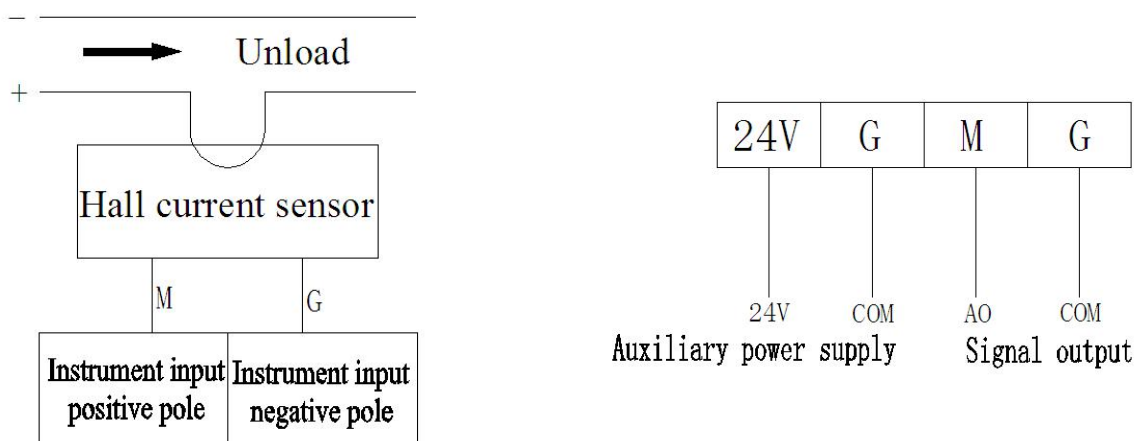 −
Unload
+
Hall current sensor
M
G
Instrument input
positive pole
Instrument input
negative pole
24V
G
M
G
24V
COM
AO
COM
Auxiliary power supply
Signal output